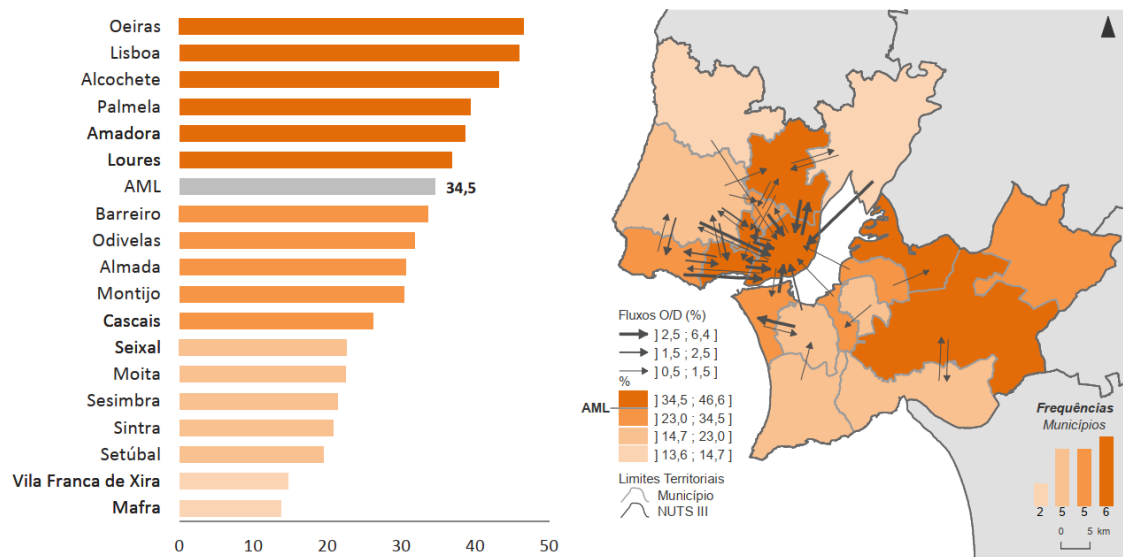 Oeiras
Lisboa
Alcochete
Palmela
Amadora
Loures
AML
34,5
Barreiro
Odivelas
Almada
Montijo
Cascais
Seixal
Moita
Sesimbra
Sintra
Setúbal
Vila Franca de Xira
Mafra
0 10 20 30 40 50
Fluxos O/D (%)
] 2,5 ; 6,4 ]
] 1,5 ; 2,5 ]
] 0,5 ; 1,5 ]
%
] 34,5 ; 46,6 ]
AML
] 23,0 ; 34,5 ]
] 14,7 ; 23,0 ]
] 13,6 ; 14,7 ]
Limites Territoriais
Município
NUTS III
Frequências
Municípios
2 5 5 6
0 5 km